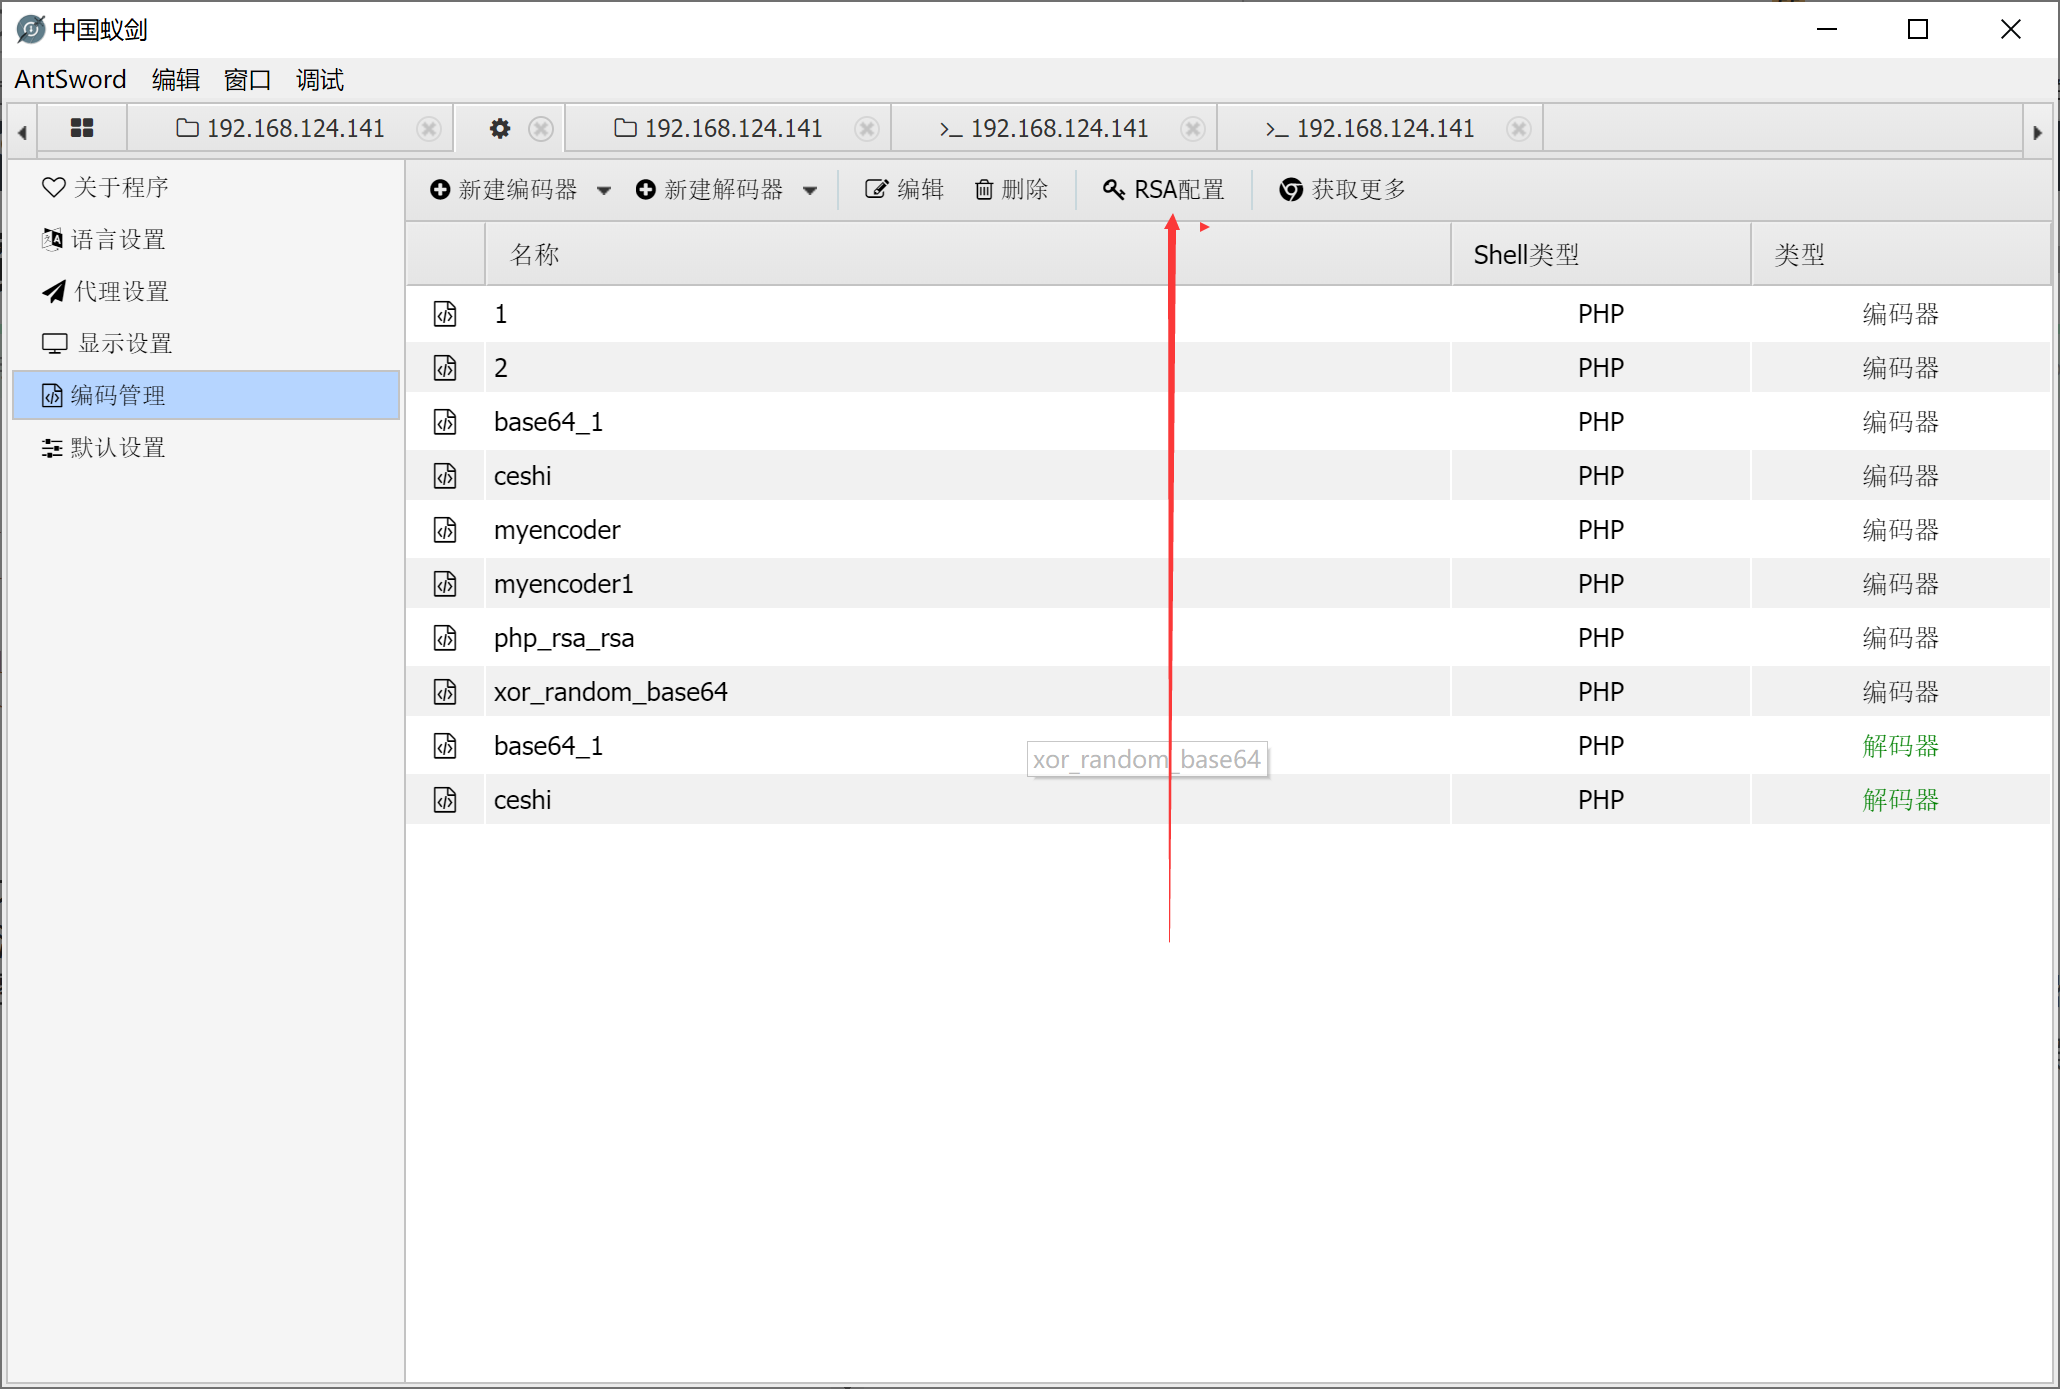 中国蚁剑
AntSword 编辑 窗口 调试
192.168.124.141 192.168.124.141 >_ 192.168.124.141 >_ 192.168.124.141
关于程序
语言设置
代理设置
显示设置
编码管理
默认设置
新建编码器 新建解码器 编辑 删除 RSA配置 获取更多
名称 Shell类型 类型
1 PHP 编码器
2 PHP 编码器
base64_1 PHP 编码器
ceshi PHP 编码器
myencoder PHP 编码器
myencoder1 PHP 编码器
php_rsa_rsa PHP 编码器
xor_random_base64 PHP 编码器
base64_1 PHP 解码器
xor_random_base64
ceshi PHP 解码器